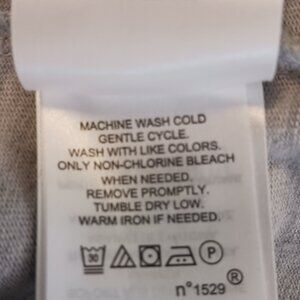 MACHINE WASH COLD
GENTLE CYCLE.
WASH WITH LIKE COLORS.
ONLY NON-CHLORINE BLEACH
WHEN NEEDED.
REMOVE PROMPTLY.
TUMBLE DRY LOW.
WARM IRON IF NEEDED.
30 P
n°1529 ®